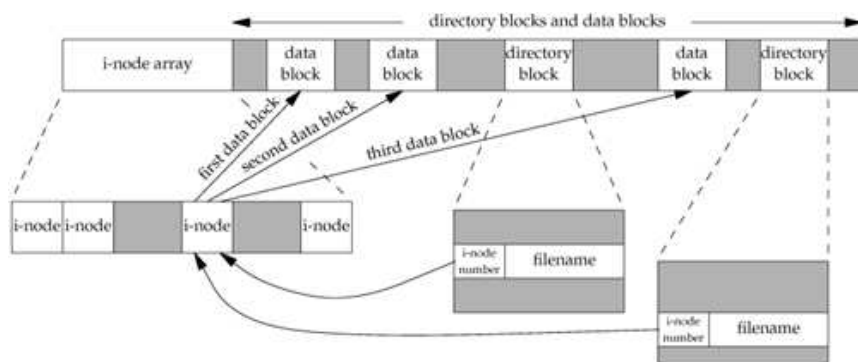 directory blocks and data blocks
i-node array
data
block
data
block
directory
block
data
block
directory
block
first data block
second data block
third data block
i-node
i-node
i-node
i-node
i-node
number
filename
i-node
number
filename